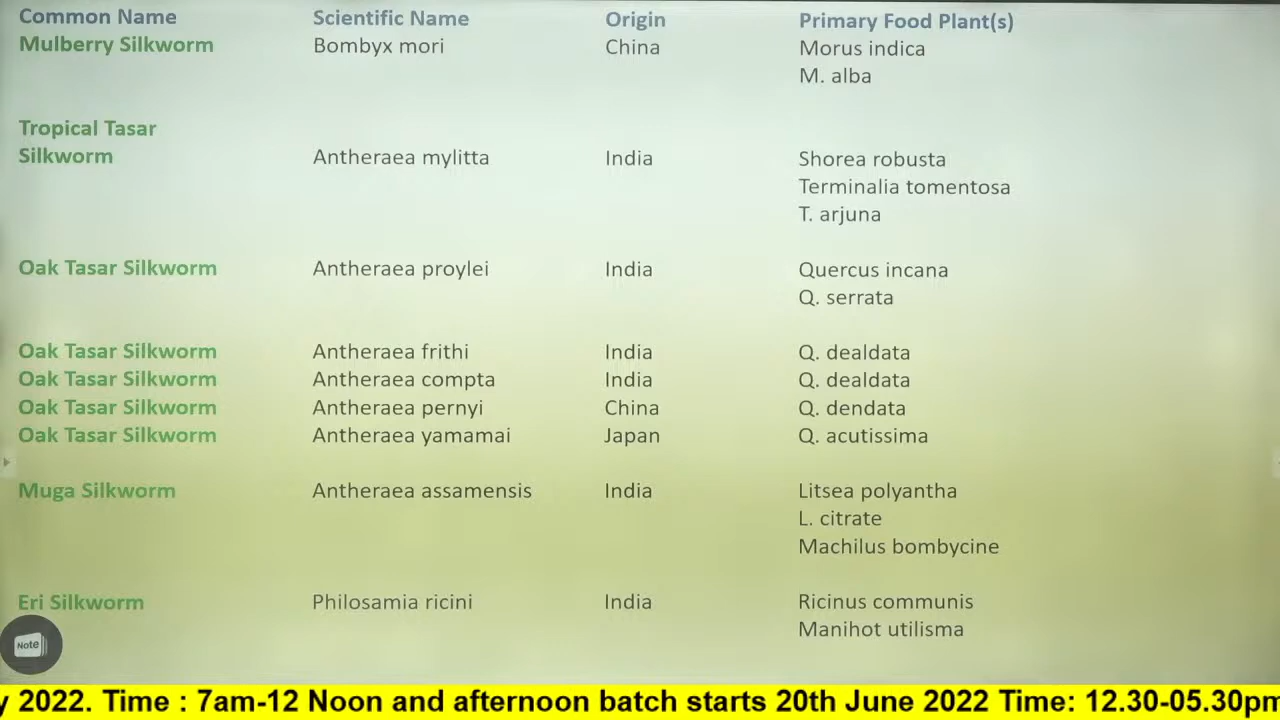 Common Name Scientific Name Origin Primary Food Plant(s)
Mulberry Silkworm Bombyx mori China Morus indica
M. alba
Tropical Tasar
Silkworm Antheraea mylitta India Shorea robusta
Terminalia tomentosa
T. arjuna
Oak Tasar Silkworm Antheraea proylei India Quercus incana
Q. serrata
Oak Tasar Silkworm Antheraea frithi India Q. dealdata
Oak Tasar Silkworm Antheraea compta India Q. dealdata
Oak Tasar Silkworm Antheraea pernyi China Q. dendata
Oak Tasar Silkworm Antheraea yamamai Japan Q. acutissima
Muga Silkworm Antheraea assamensis India Litsea polyantha
L. citrate
Machilus bombycine
Eri Silkworm Philosamia ricini India Ricinus communis
Manihot utilisma
Note
y 2022. Time : 7am-12 Noon and afternoon batch starts 20th June 2022 Time: 12.30-05.30pm